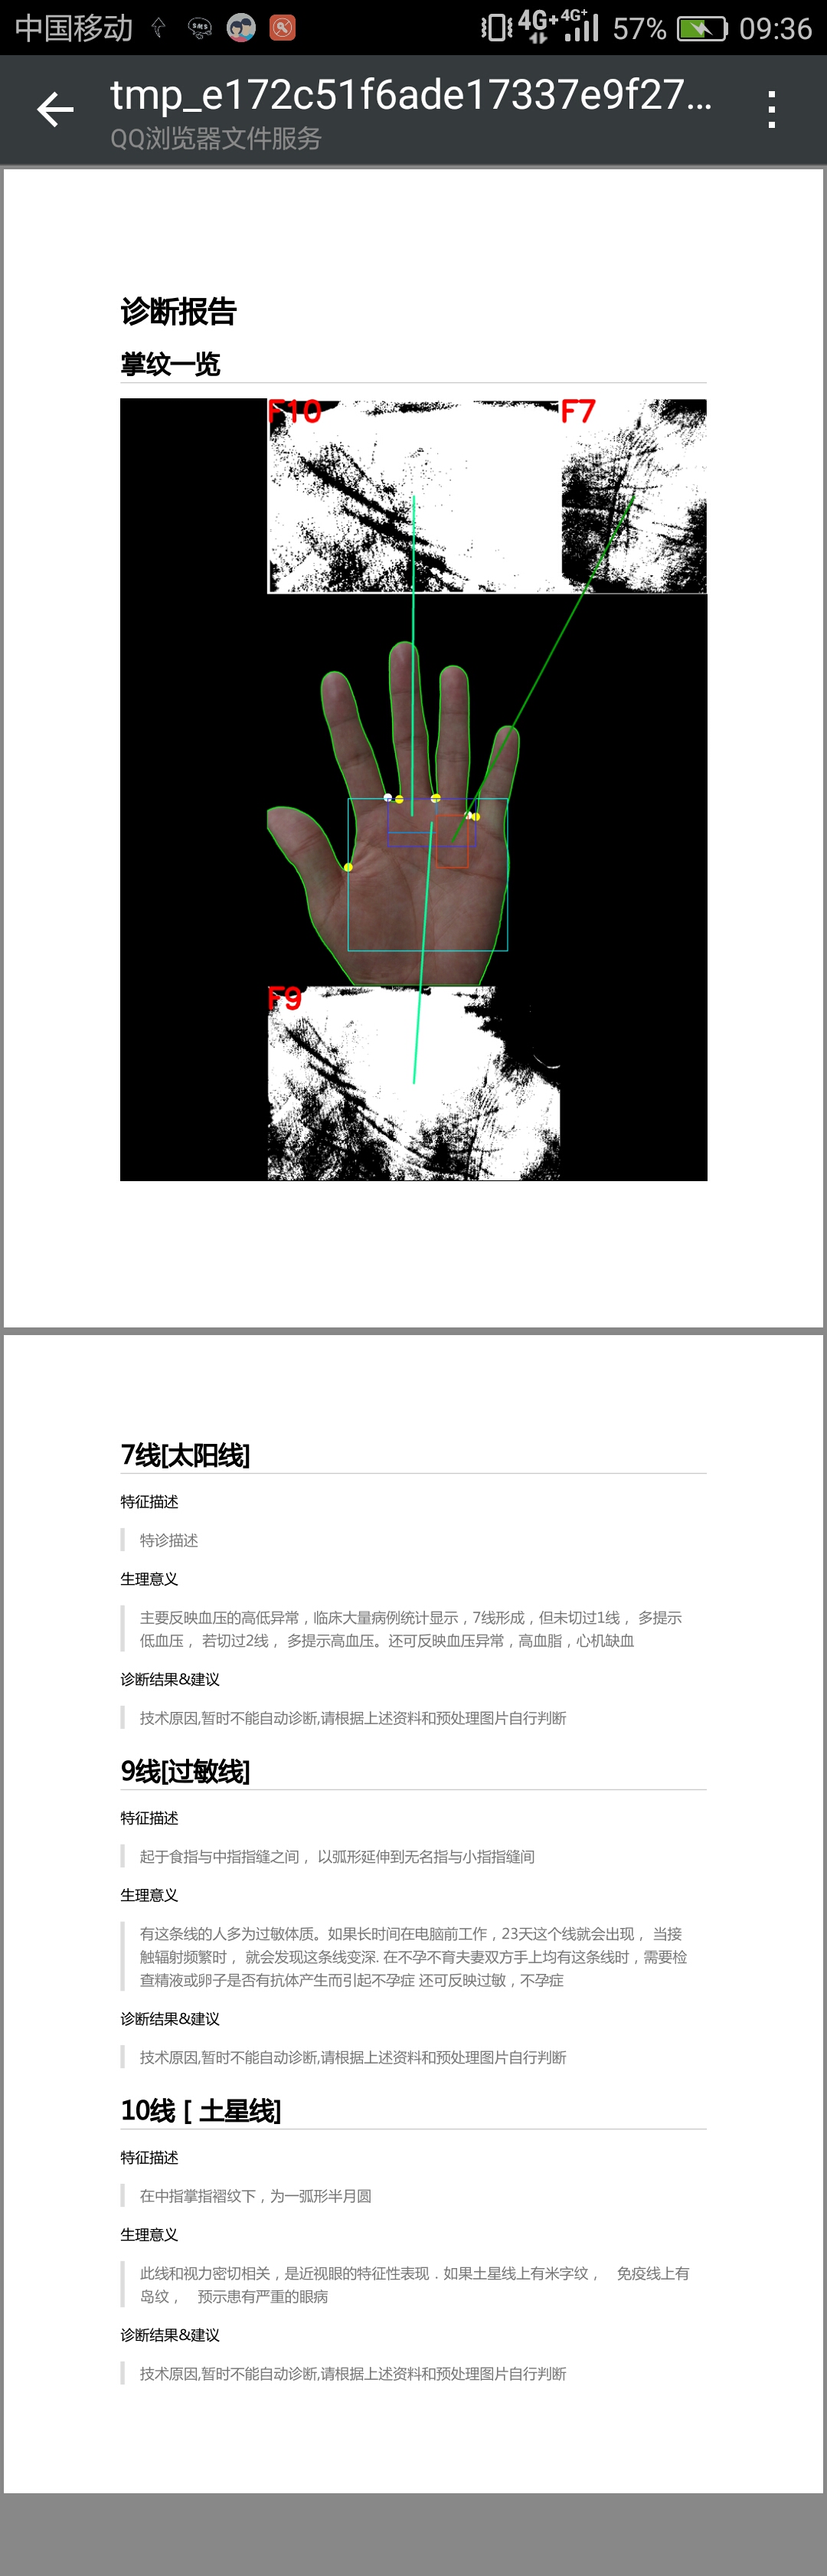 中国移动 SMS 4G+ 4G+ 57% 09:36
tmp_e172c51f6ade17337e9f27...
QQ浏览器文件服务
诊断报告
掌纹一览
F10 F7
F9
7线[太阳线]
特征描述
特诊描述
生理意义
主要反映血压的高低异常，临床大量病例统计显示，7线形成，但未切过1线， 多提示
低血压， 若切过2线， 多提示高血压。还可反映血压异常，高血脂，心机缺血
诊断结果&建议
技术原因,暂时不能自动诊断,请根据上述资料和预处理图片自行判断
9线[过敏线]
特征描述
起于食指与中指指缝之间， 以弧形延伸到无名指与小指指缝间
生理意义
有这条线的人多为过敏体质。如果长时间在电脑前工作，23天这个线就会出现， 当接
触辐射频繁时， 就会发现这条线变深. 在不孕不育夫妻双方手上均有这条线时，需要检
查精液或卵子是否有抗体产生而引起不孕症 还可反映过敏，不孕症
诊断结果&建议
技术原因,暂时不能自动诊断,请根据上述资料和预处理图片自行判断
10线 [ 土星线]
特征描述
在中指掌指褶纹下，为一弧形半月圆
生理意义
此线和视力密切相关，是近视眼的特征性表现．如果土星线上有米字纹， 免疫线上有
岛纹， 预示患有严重的眼病
诊断结果&建议
技术原因,暂时不能自动诊断,请根据上述资料和预处理图片自行判断